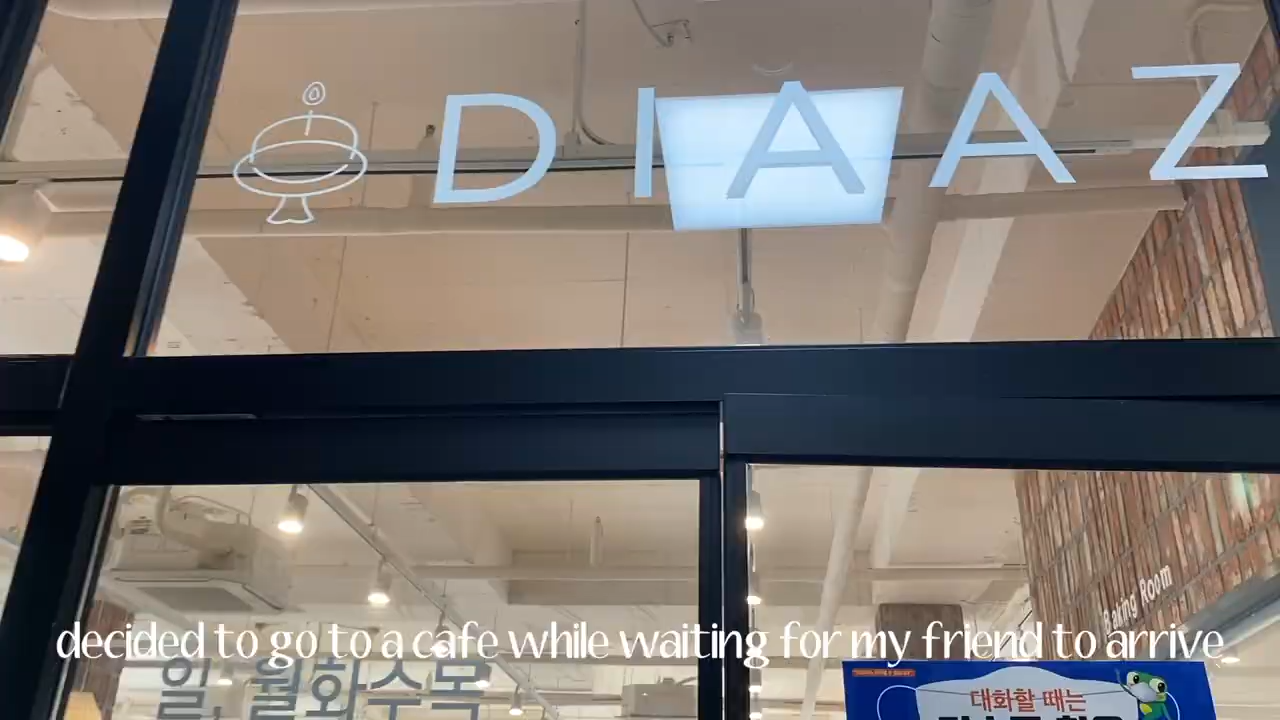 DIAAZ
Baking Room
decided to go to a cafe while waiting for my friend to arrive
일, 월화수목
대화할 때는